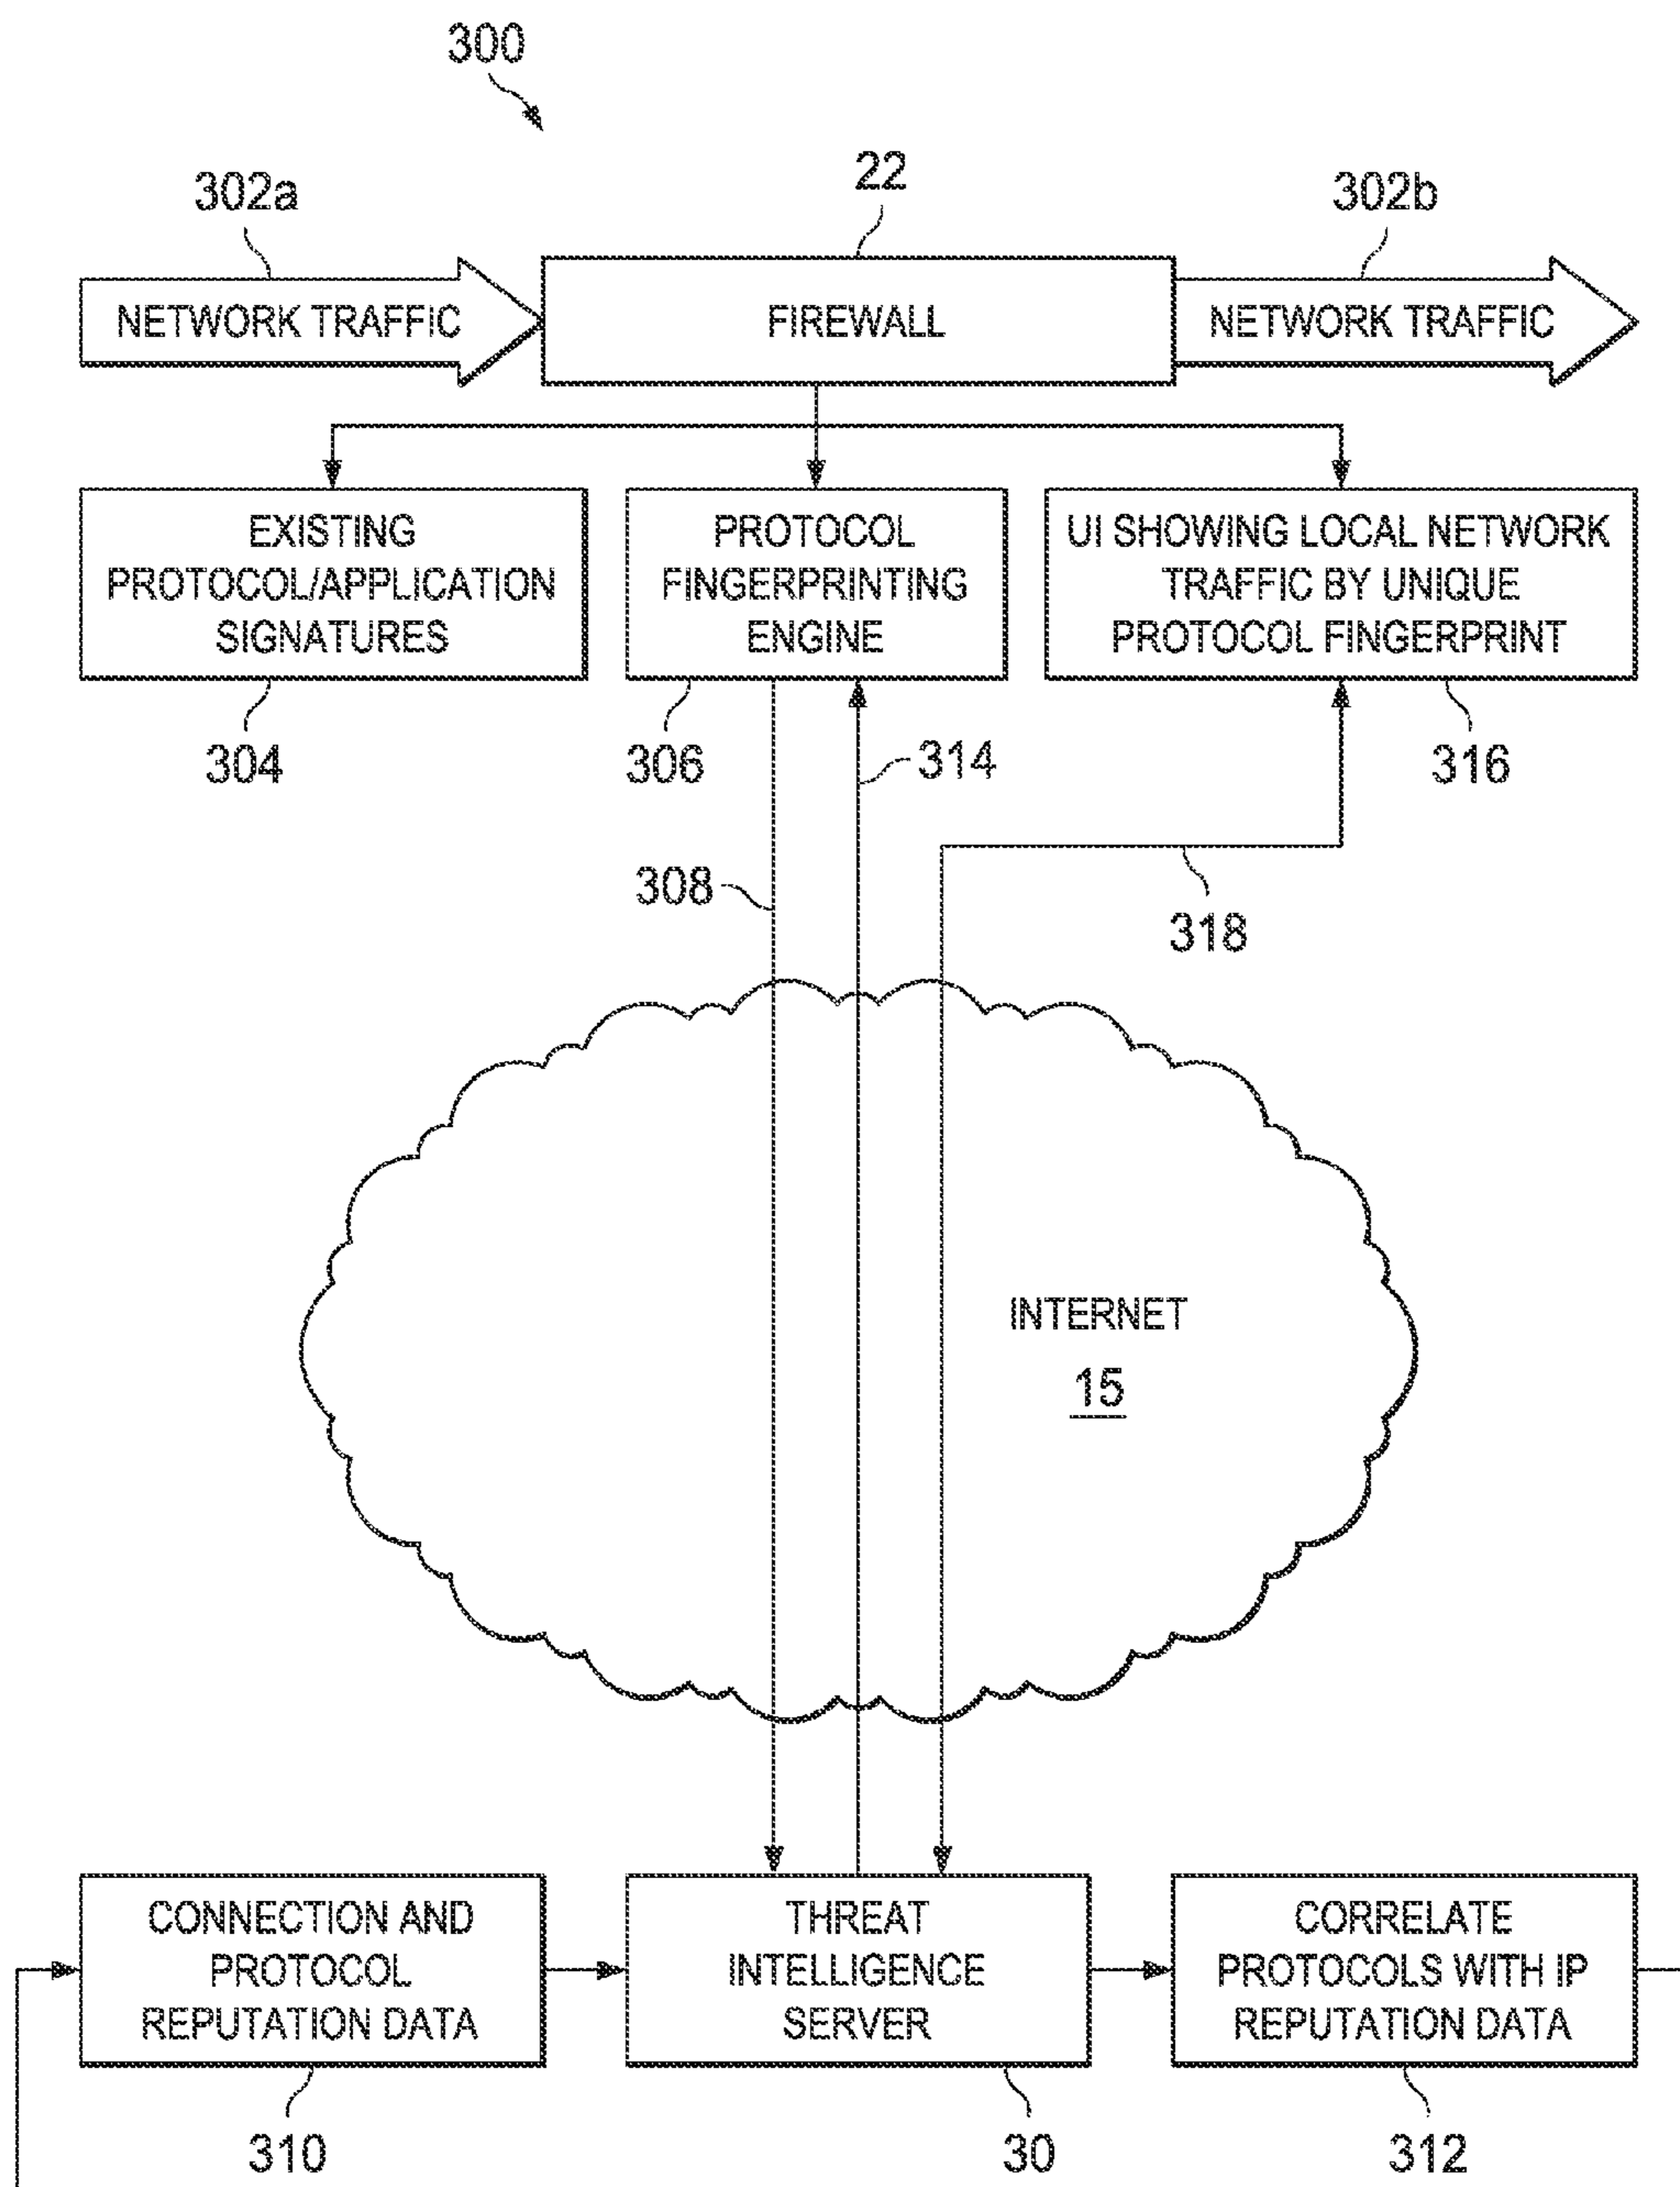 300
302a
22
302b
NETWORK TRAFFIC
FIREWALL
NETWORK TRAFFIC
EXISTING
PROTOCOL/APPLICATION
SIGNATURES
PROTOCOL
FINGERPRINTING
ENGINE
UI SHOWING LOCAL NETWORK
TRAFFIC BY UNIQUE
PROTOCOL FINGERPRINT
304
306
314
316
308
318
INTERNET
15
CONNECTION AND
PROTOCOL
REPUTATION DATA
THREAT
INTELLIGENCE
SERVER
CORRELATE
PROTOCOLS WITH IP
REPUTATION DATA
310
30
312